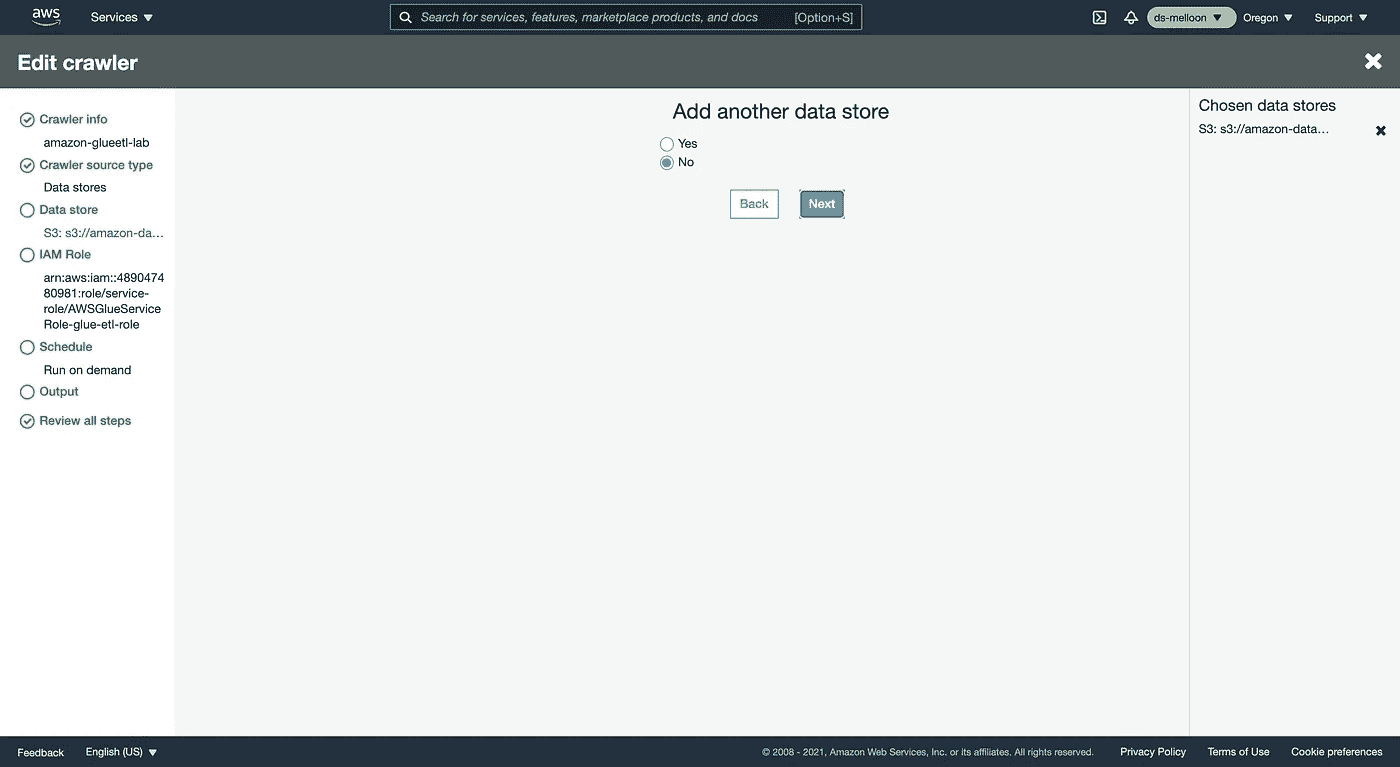 aws
Services
Search for services, features, marketplace products, and docs [Option+S]
ds-melloon
Oregon
Support
Edit crawler
Crawler info
amazon-glueetl-lab
Crawler source type
Data stores
Data store
S3: s3://amazon-da…
IAM Role
arn:aws:iam::4890474
80981:role/service-
role/AWSGlueService
Role-glue-etl-role
Schedule
Run on demand
Output
Review all steps
Add another data store
Yes
No
Back
Next
Chosen data stores
S3: s3://amazon-data…
Feedback
English (US)
© 2008 - 2021, Amazon Web Services, Inc. or its affiliates. All rights reserved.
Privacy Policy
Terms of Use
Cookie preferences